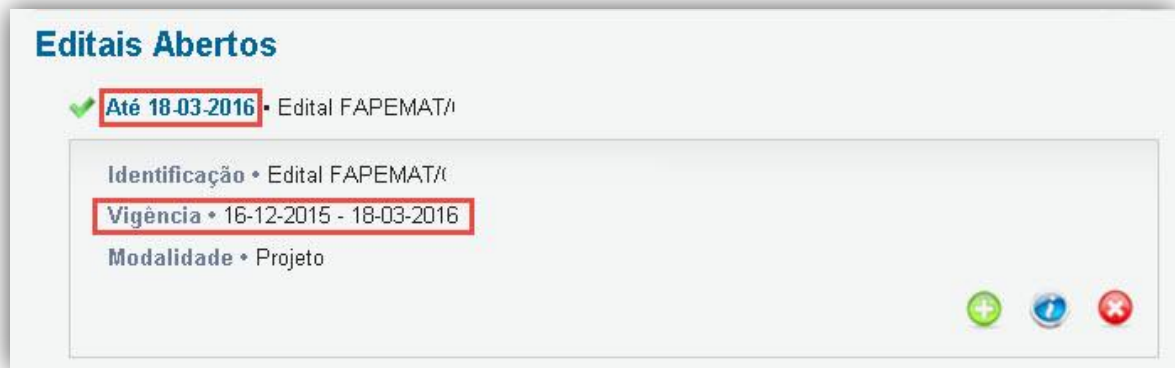 Editais Abertos
Até 18-03-2016 • Edital FAPEMAT/
Identificação • Edital FAPEMAT/
Vigência • 16-12-2015 - 18-03-2016
Modalidade • Projeto